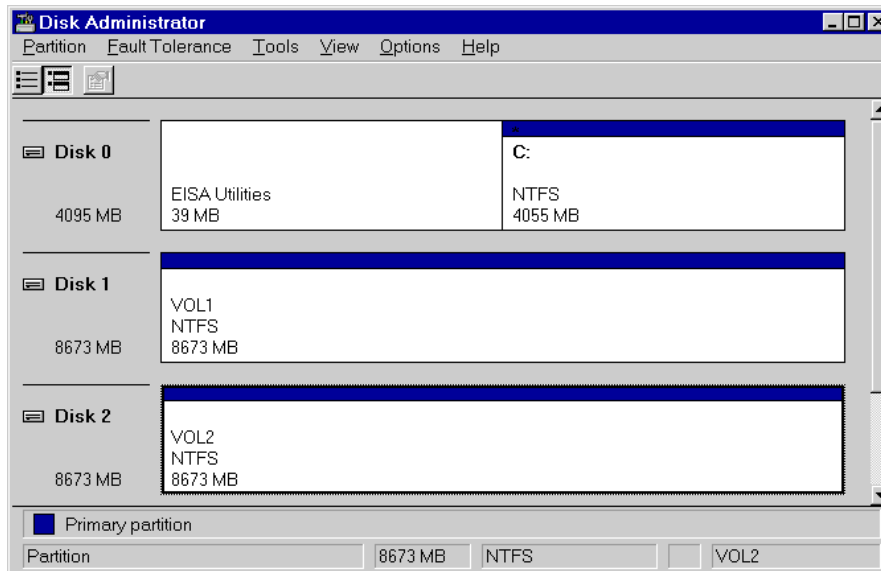 Disk Administrator
Partition Fault Tolerance Tools View Options Help
Disk 0
4095 MB
EISA Utilities
39 MB
C:
NTFS
4055 MB
Disk 1
8673 MB
VOL1
NTFS
8673 MB
Disk 2
8673 MB
VOL2
NTFS
8673 MB
Primary partition
Partition 8673 MB NTFS VOL2